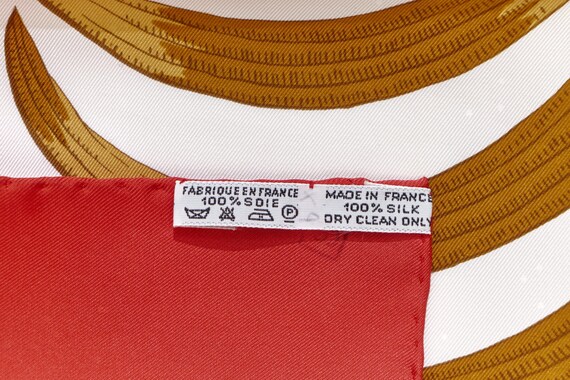 FABRIQUE EN FRANCE
100% SOIE
P
MADE IN FRANCE
100% SILK
DRY CLEAN ONLY